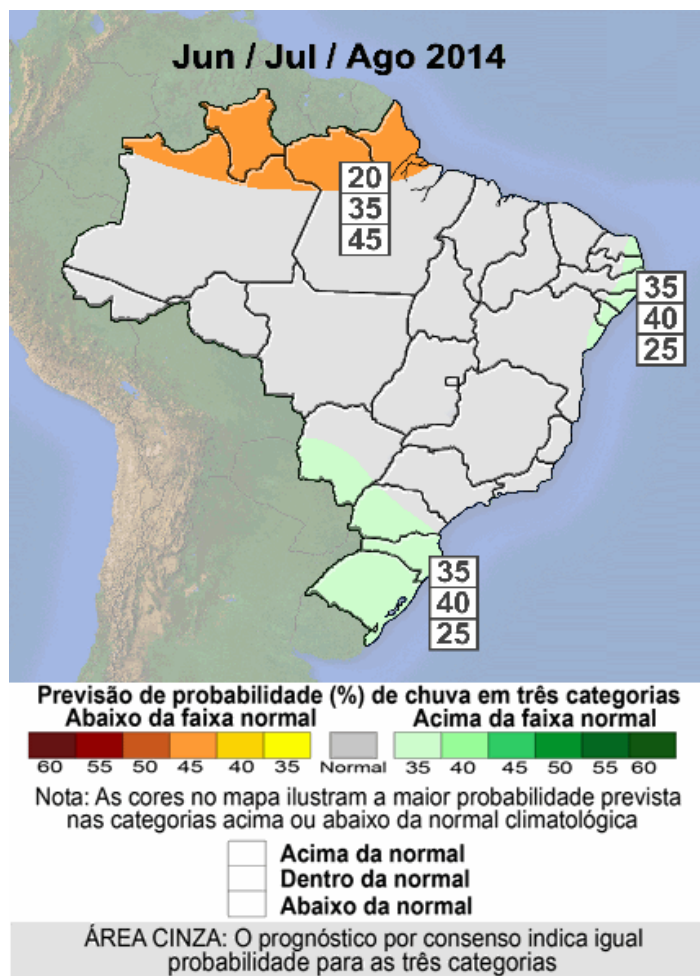 Jun / Jul / Ago 2014
20
35
45
35
40
25
35
40
25
Previsão de probabilidade (%) de chuva em três categorias
Abaixo da faixa normal Acima da faixa normal
60 55 50 45 40 35 Normal 35 40 45 50 55 60
Nota: As cores no mapa ilustram a maior probabilidade prevista
nas categorias acima ou abaixo da normal climatológica
Acima da normal
Dentro da normal
Abaixo da normal
ÁREA CINZA: O prognóstico por consenso indica igual
probabilidade para as três categorias